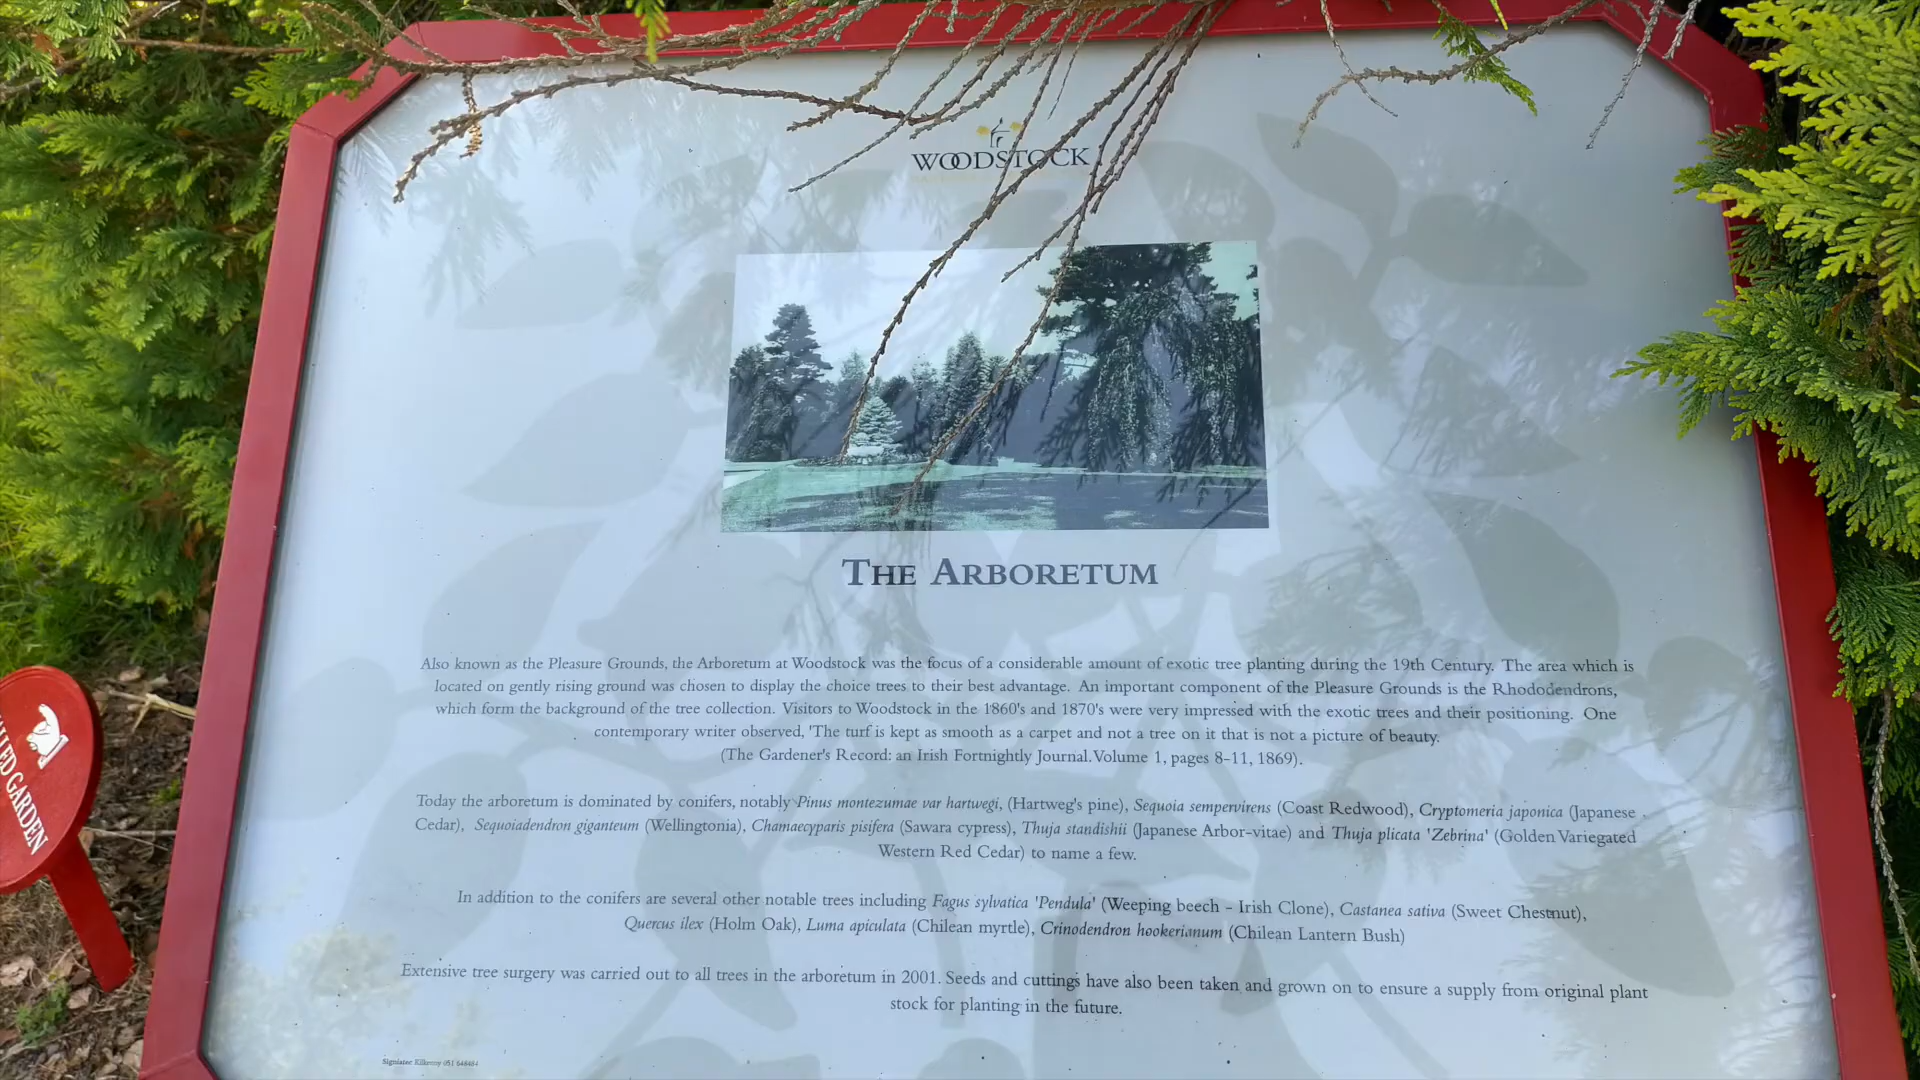 WOODSTOCK
THE ARBORETUM
Also known as the Pleasure Grounds, the Arboretum at Woodstock was the focus of a considerable amount of exotic tree planting during the 19th Century. The area which is
located on gently rising ground was chosen to display the choice trees to their best advantage. An important component of the Pleasure Grounds is the Rhododendrons,
which form the background of the tree collection. Visitors to Woodstock in the 1860's and 1870's were very impressed with the exotic trees and their positioning. One
contemporary writer observed, 'The turf is kept as smooth as a carpet and not a tree on it that is not a picture of beauty.
(The Gardener's Record: an Irish Fortnightly Journal. Volume 1, pages 8-11, 1869).
Today the arboretum is dominated by conifers, notably Pinus montezumae var hartwegi, (Hartweg's pine), Sequoia sempervirens (Coast Redwood), Cryptomeria japonica (Japanese
Cedar), Sequoiadendron giganteum (Wellingtonia), Chamaecyparis pisifera (Sawara cypress), Thuja standishii (Japanese Arbor-vitae) and Thuja plicata 'Zebrina' (Golden Variegated
Western Red Cedar) to name a few.
In addition to the conifers are several other notable trees including Fagus sylvatica 'Pendula' (Weeping beech - Irish Clone), Castanea sativa (Sweet Chestnut),
Quercus ilex (Holm Oak), Luma apiculata (Chilean myrtle), Crinodendron hookerianum (Chilean Lantern Bush)
Extensive tree surgery was carried out to all trees in the arboretum in 2001. Seeds and cuttings have also been taken and grown on to ensure a supply from original plant
stock for planting in the future.
Kilkenny 051 648484
GARDEN